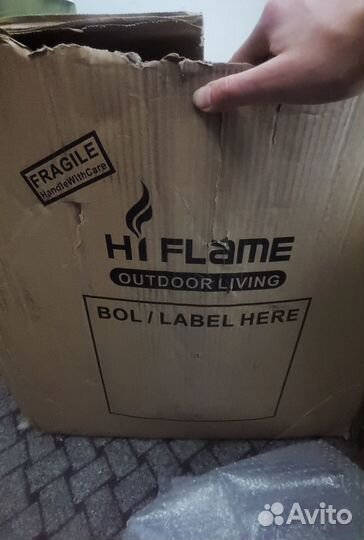 FRAGILE
HandleWithCare
Hi FLAME
OUTDOOR LIVING
BOL / LABEL HERE
Avito